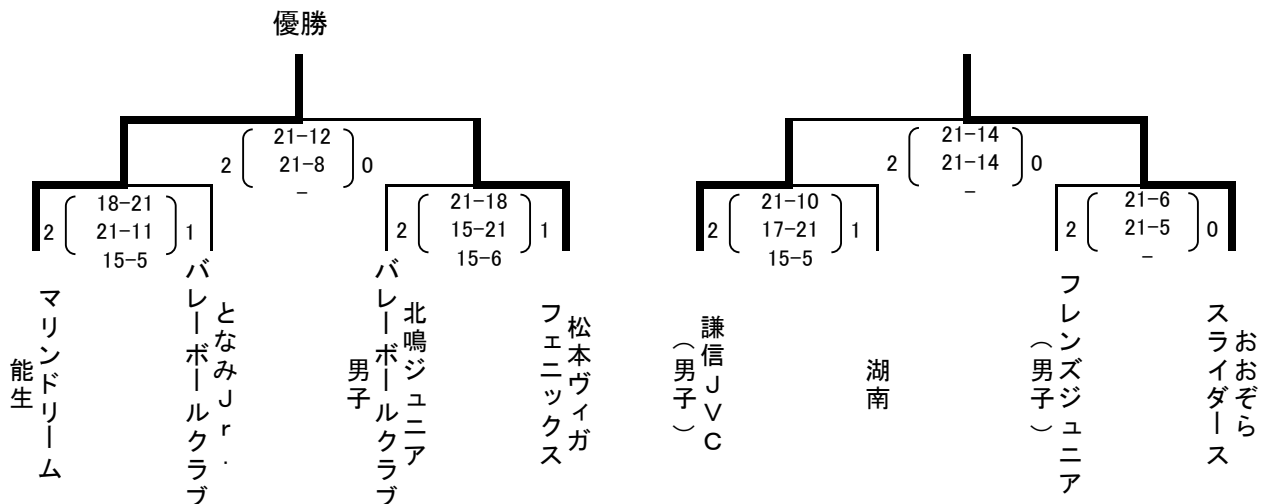 優勝
21-12
2 21-8 0
-
18-21
2 21-11 1
15-5
21-18
2 15-21 1
15-6
21-14
2 21-14 0
-
21-10
2 17-21 1
15-5
21-6
2 21-5 0
-
マリンドリーム
能生
となみJr.
バレーボールクラブ
北鳴ジュニア
バレーボールクラブ
男子
松本ヴィガ
フェニックス
謙信JVC
(男子)
湖南
フレンズジュニア
(男子)
おおぞら
スライダース